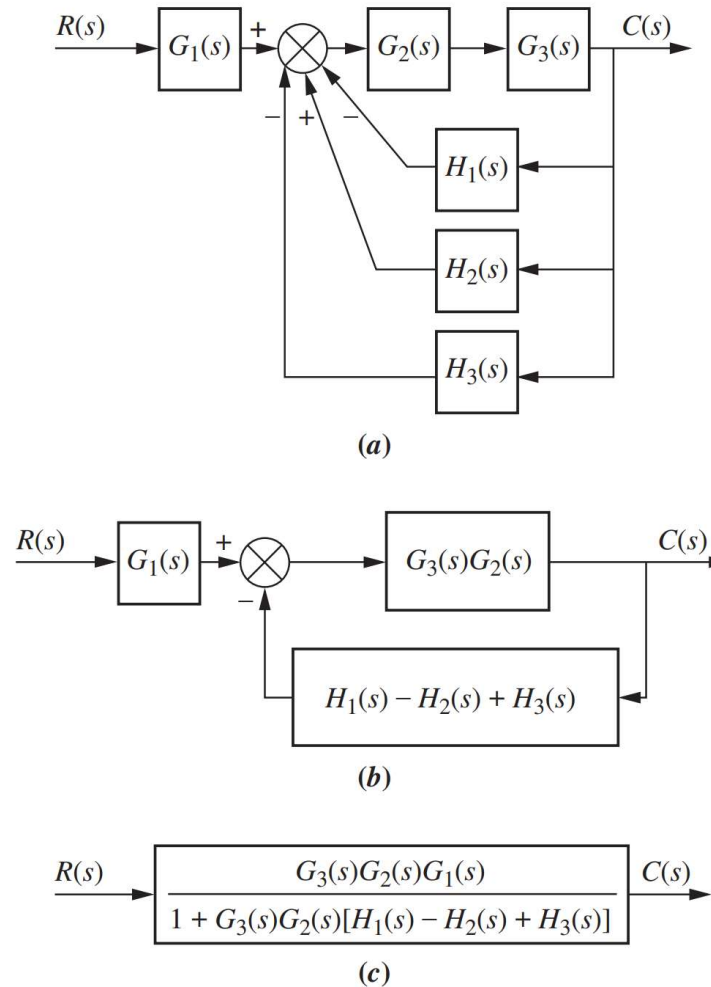 R(s) G₁(s) + G₂(s) G₃(s) C(s)
− + −
H₁(s)
H₂(s)
H₃(s)
(a)
R(s) G₁(s) + G₃(s)G₂(s) C(s)
−
H₁(s) − H₂(s) + H₃(s)
(b)
R(s) G₃(s)G₂(s)G₁(s) C(s)
1 + G₃(s)G₂(s)[H₁(s) − H₂(s) + H₃(s)]
(c)